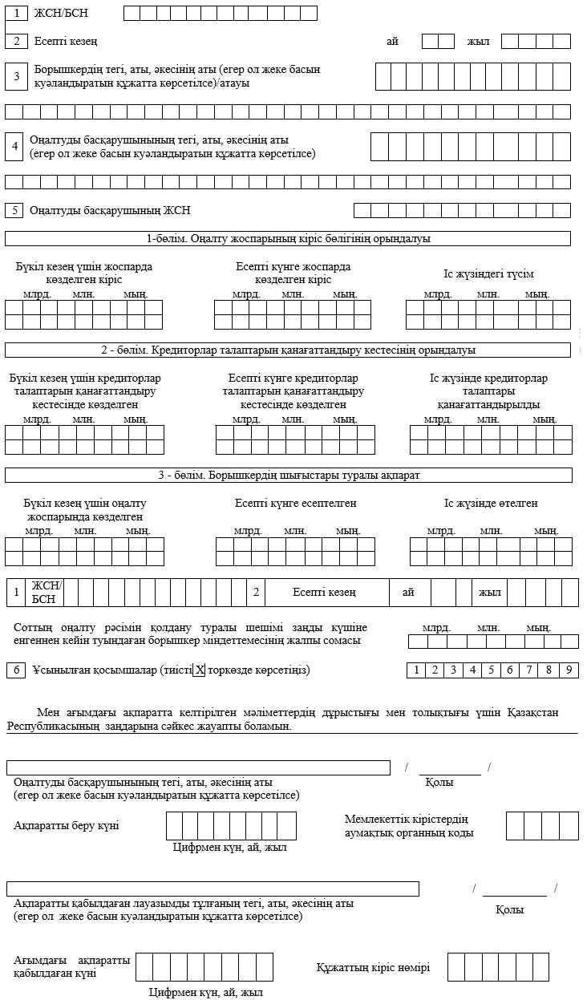 1 ЖСН/БСН
2 Есепті кезең ай жыл
3 Борышкердің тегі, аты, әкесінің аты (егер ол жеке басын
куәландыратын құжатта көрсетілсе)/атауы
4 Оңалтуды басқарушынының тегі, аты, әкесінің аты
(егер ол жеке басын куәландыратын құжатта көрсетілсе)
5 Оңалтуды басқарушының ЖСН
1-бөлім. Оңалту жоспарының кіріс бөлігінің орындалуы
Бүкіл кезең үшін жоспарда
көзделген кіріс
млрд. млн. мың.
Есепті күнге жоспарда
көзделген кіріс
млрд. млн. мың.
Іс жүзіндегі түсім
млрд. млн. мың.
2 - бөлім. Кредиторлар талаптарын қанағаттандыру кестесінің орындалуы
Бүкіл кезең үшін кредиторлар
талаптарын қанағаттандыру
кестесінде көзделген
млрд. млн. мың.
Есепті күнге кредиторлар
талаптарын қанағаттандыру
кестесінде көзделген
млрд. млн. мың.
Іс жүзінде кредиторлар
талаптары
қанағаттандырылды
млрд. млн. мың.
3 - бөлім. Борышкердің шығыстары туралы ақпарат
Бүкіл кезең үшін оңалту
жоспарында көзделген
млрд. млн. мың.
Есепті күнге есептелген
млрд. млн. мың.
Іс жүзінде өтелген
млрд. млн. мың.
1 ЖСН/
БСН
2 Есепті кезең ай жыл
Соттың оңалту рәсімін қолдану туралы шешімі заңды күшіне
енгеннен кейін туындаған борышкер міндеттемесінің жалпы сомасы
млрд. млн. мың.
6 Ұсынылған қосымшалар (тиісті X торкөзде көрсетіңіз) 1 2 3 4 5 6 7 8 9
Мен ағымдағы ақпаратта келтірілген мәліметтердің дұрыстығы мен толықтығы үшін Қазақстан
Республикасының заңдарына сәйкес жауапты боламын.
/ /
Оңалтуды басқарушынының тегі, аты, әкесінің аты
(егер ол жеке басын куәландыратын құжатта көрсетілсе)
Қолы
Ақпаратты беру күні
Цифрмен күн, ай, жыл
Мемлекеттік кірістердің
аумақтық органның коды
/ /
Ақпаратты қабылдаған лауазымды тұлғаның тегі, аты, әкесінің аты
(егер ол жеке басын куәландыратын құжатта көрсетілсе)
Қолы
Ағымдағы ақпаратты
қабылдаған күні
Цифрмен күн, ай, жыл
Құжаттың кіріс нөмірі